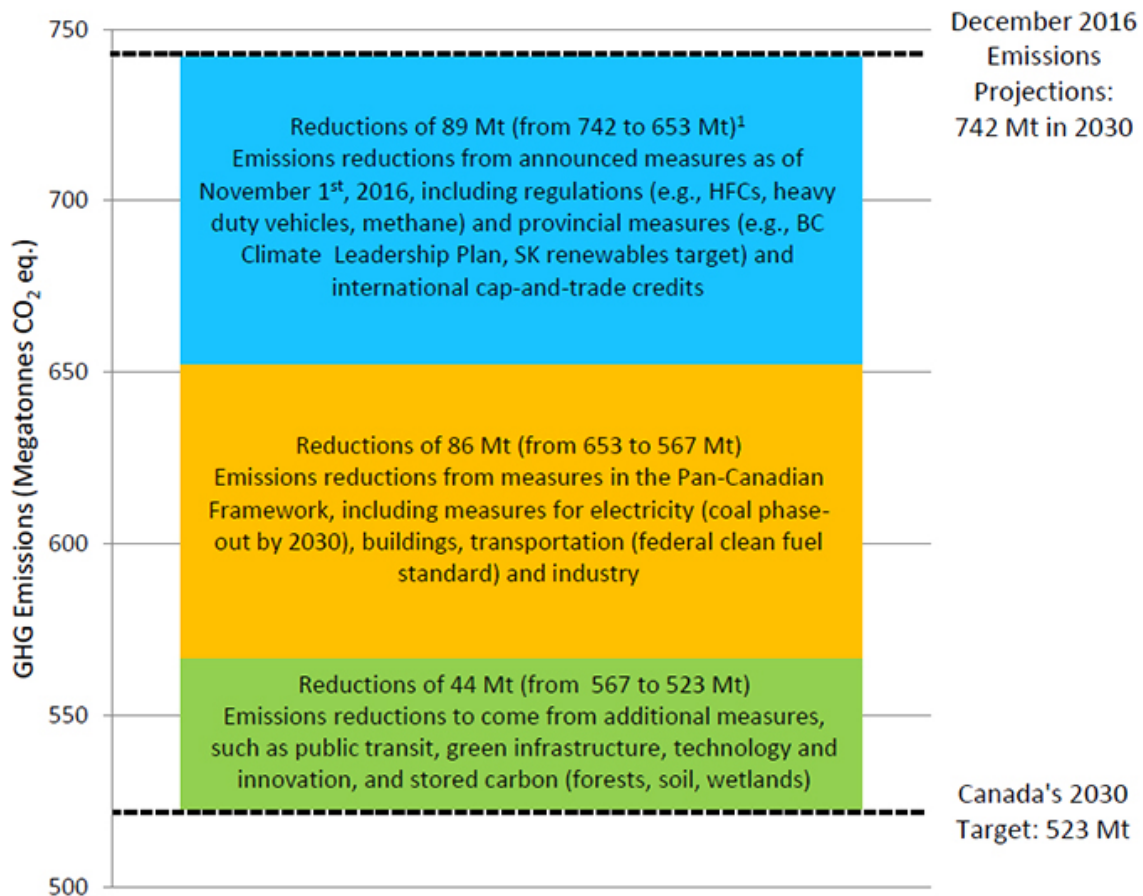 750
December 2016
Emissions
Projections:
742 Mt in 2030
Reductions of 89 Mt (from 742 to 653 Mt)¹
Emissions reductions from announced measures as of
November 1st, 2016, including regulations (e.g., HFCs, heavy
duty vehicles, methane) and provincial measures (e.g., BC
Climate Leadership Plan, SK renewables target) and
international cap-and-trade credits
700
650
GHG Emissions (Megatonnes CO₂ eq.)
Reductions of 86 Mt (from 653 to 567 Mt)
Emissions reductions from measures in the Pan-Canadian
Framework, including measures for electricity (coal phase-
out by 2030), buildings, transportation (federal clean fuel
standard) and industry
600
Reductions of 44 Mt (from 567 to 523 Mt)
Emissions reductions to come from additional measures,
such as public transit, green infrastructure, technology and
innovation, and stored carbon (forests, soil, wetlands)
550
Canada's 2030
Target: 523 Mt
500